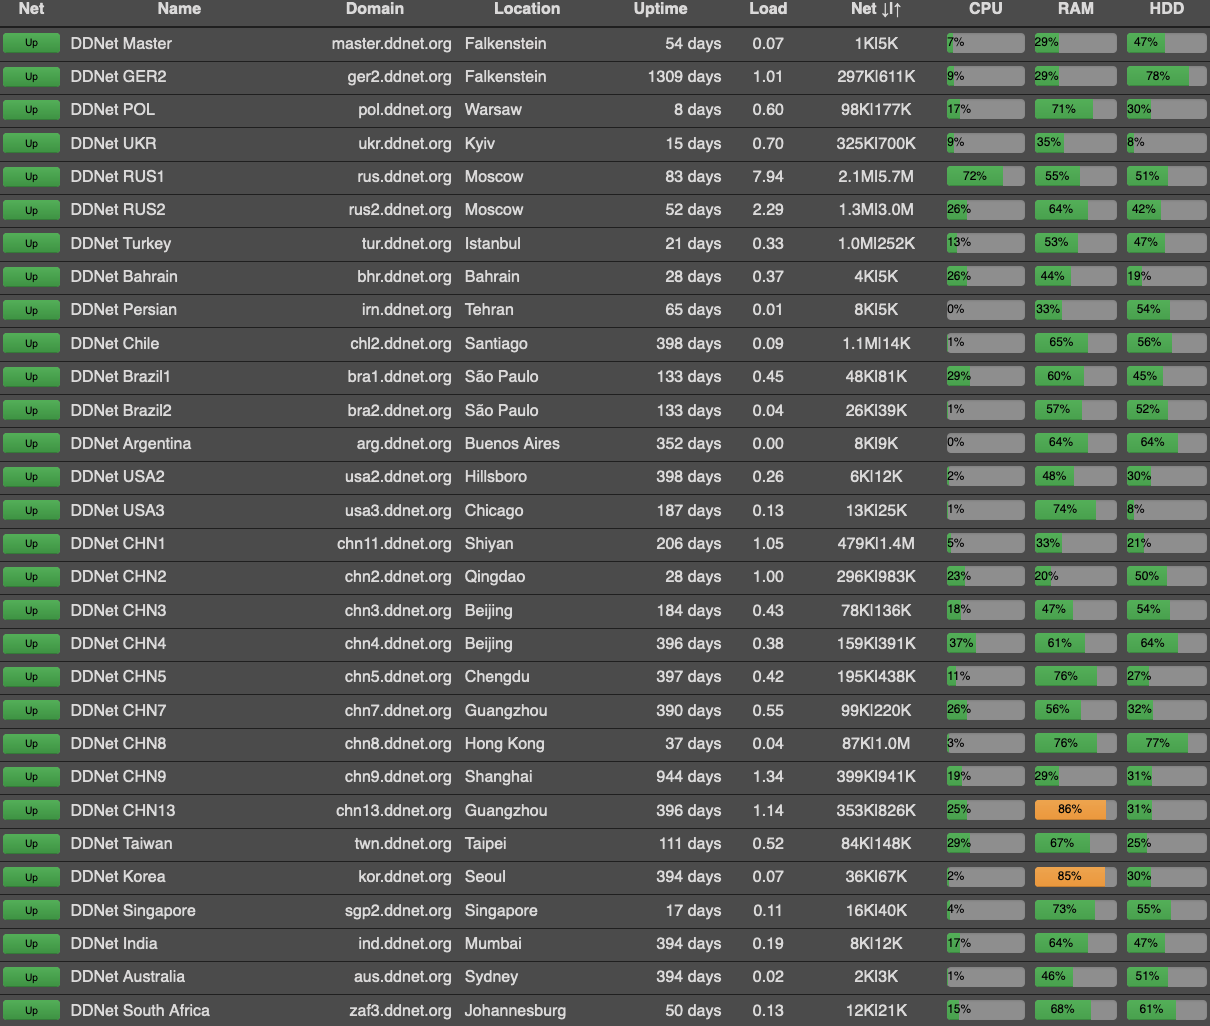 Net Name Domain Location Uptime Load Net ↓|↑ CPU RAM HDD
Up DDNet Master master.ddnet.org Falkenstein 54 days 0.07 1K|5K 7% 29% 47%
Up DDNet GER2 ger2.ddnet.org Falkenstein 1309 days 1.01 297K|611K 9% 29% 78%
Up DDNet POL pol.ddnet.org Warsaw 8 days 0.60 98K|177K 17% 71% 30%
Up DDNet UKR ukr.ddnet.org Kyiv 15 days 0.70 325K|700K 9% 35% 8%
Up DDNet RUS1 rus.ddnet.org Moscow 83 days 7.94 2.1M|5.7M 72% 55% 51%
Up DDNet RUS2 rus2.ddnet.org Moscow 52 days 2.29 1.3M|3.0M 26% 64% 42%
Up DDNet Turkey tur.ddnet.org Istanbul 21 days 0.33 1.0M|252K 13% 53% 47%
Up DDNet Bahrain bhr.ddnet.org Bahrain 28 days 0.37 4K|5K 26% 44% 19%
Up DDNet Persian irn.ddnet.org Tehran 65 days 0.01 8K|5K 0% 33% 54%
Up DDNet Chile chl2.ddnet.org Santiago 398 days 0.09 1.1M|14K 1% 65% 56%
Up DDNet Brazil1 bra1.ddnet.org São Paulo 133 days 0.45 48K|81K 29% 60% 45%
Up DDNet Brazil2 bra2.ddnet.org São Paulo 133 days 0.04 26K|39K 1% 57% 52%
Up DDNet Argentina arg.ddnet.org Buenos Aires 352 days 0.00 8K|9K 0% 64% 64%
Up DDNet USA2 usa2.ddnet.org Hillsboro 398 days 0.26 6K|12K 2% 48% 30%
Up DDNet USA3 usa3.ddnet.org Chicago 187 days 0.13 13K|25K 1% 74% 8%
Up DDNet CHN1 chn11.ddnet.org Shiyan 206 days 1.05 479K|1.4M 5% 33% 21%
Up DDNet CHN2 chn2.ddnet.org Qingdao 28 days 1.00 296K|983K 23% 20% 50%
Up DDNet CHN3 chn3.ddnet.org Beijing 184 days 0.43 78K|136K 18% 47% 54%
Up DDNet CHN4 chn4.ddnet.org Beijing 396 days 0.38 159K|391K 37% 61% 64%
Up DDNet CHN5 chn5.ddnet.org Chengdu 397 days 0.42 195K|438K 11% 76% 27%
Up DDNet CHN7 chn7.ddnet.org Guangzhou 390 days 0.55 99K|220K 26% 56% 32%
Up DDNet CHN8 chn8.ddnet.org Hong Kong 37 days 0.04 87K|1.0M 3% 76% 77%
Up DDNet CHN9 chn9.ddnet.org Shanghai 944 days 1.34 399K|941K 19% 29% 31%
Up DDNet CHN13 chn13.ddnet.org Guangzhou 396 days 1.14 353K|826K 25% 86% 31%
Up DDNet Taiwan twn.ddnet.org Taipei 111 days 0.52 84K|148K 29% 67% 25%
Up DDNet Korea kor.ddnet.org Seoul 394 days 0.07 36K|67K 2% 85% 30%
Up DDNet Singapore sgp2.ddnet.org Singapore 17 days 0.11 16K|40K 4% 73% 55%
Up DDNet India ind.ddnet.org Mumbai 394 days 0.19 8K|12K 17% 64% 47%
Up DDNet Australia aus.ddnet.org Sydney 394 days 0.02 2K|3K 1% 46% 51%
Up DDNet South Africa zaf3.ddnet.org Johannesburg 50 days 0.13 12K|21K 15% 68% 61%